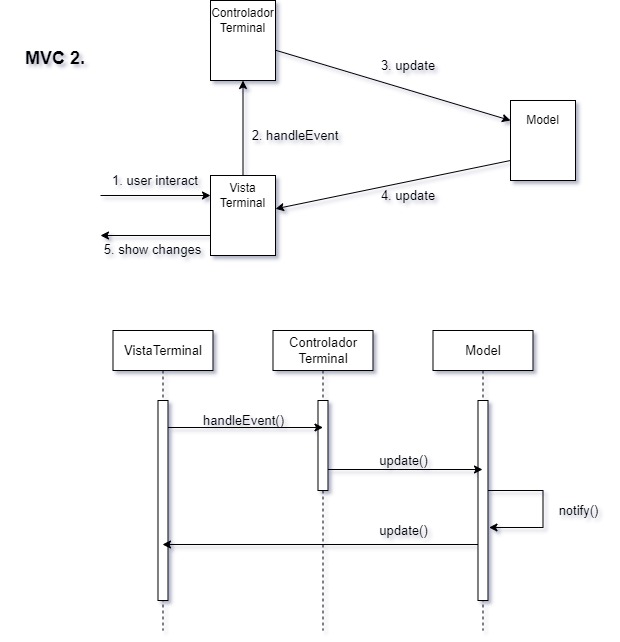 MVC 2.
Controlador
Terminal
3. update
Model
2. handleEvent
1. user interact
Vista
Terminal
4. update
5. show changes
VistaTerminal
Controlador
Terminal
Model
handleEvent()
update()
notify()
update()